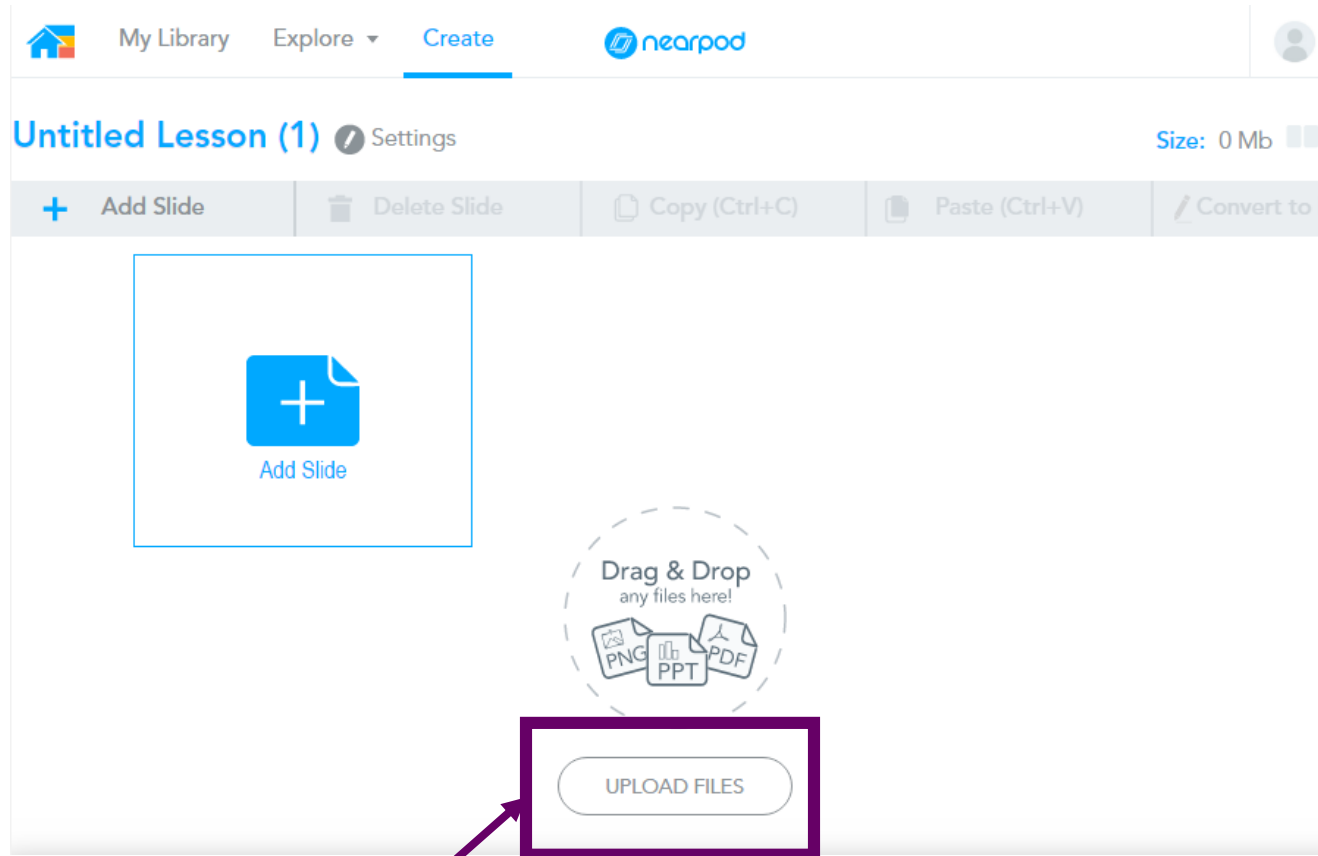 My Library Explore Create nearpod
Untitled Lesson (1) Settings Size: 0 Mb
+ Add Slide Delete Slide Copy (Ctrl+C) Paste (Ctrl+V) Convert to
Add Slide
Drag & Drop
any files here!
PNG PPT PDF
UPLOAD FILES